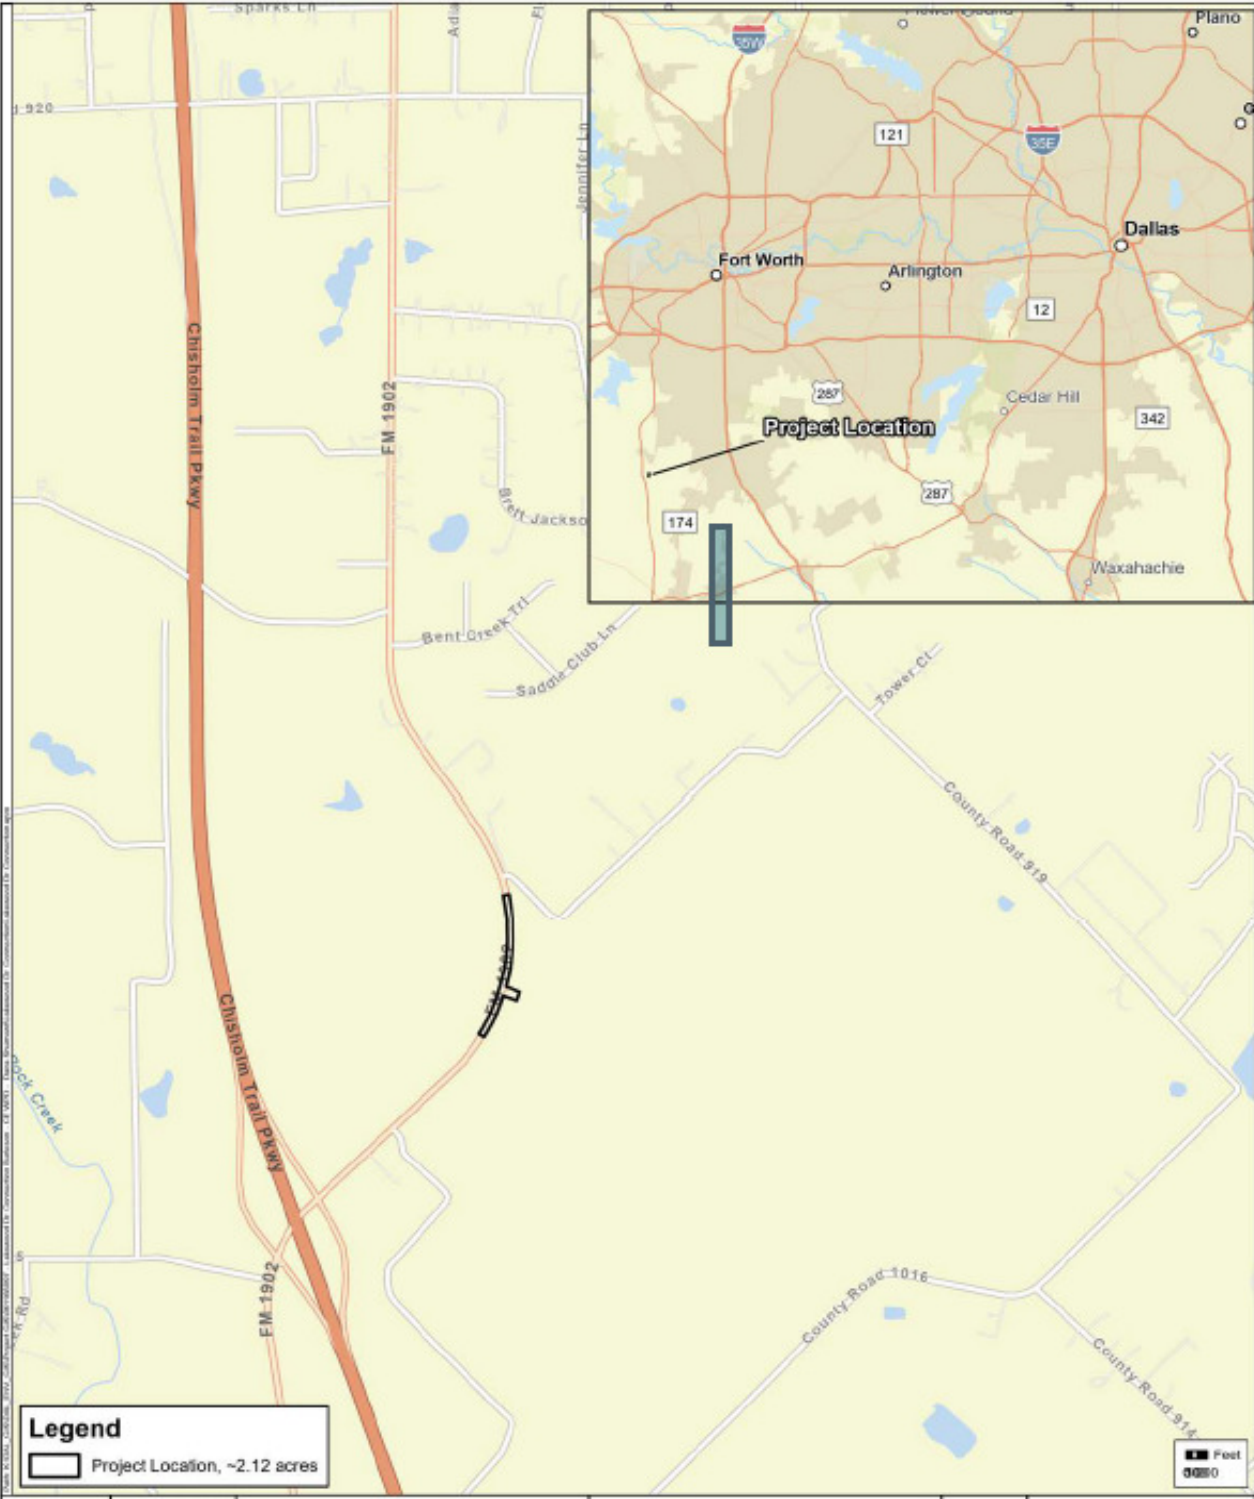 Sparks Ln
920
Jennifer Ln
Chisholm Trail Pkwy
FM 1902
Brett Jackso
Bent Creek Trl
Saddle Club Ln
Tower Ct
County Road 919
FM 1902
Chisholm Trail Pkwy
Rock Creek
FM 1902
County Road 1016
County Road 914
35W
Plano
121
35E
Dallas
Fort Worth
Arlington
12
287
Cedar Hill
342
Project Location
287
174
Waxahachie
Legend
Project Location, ~2.12 acres
Feet